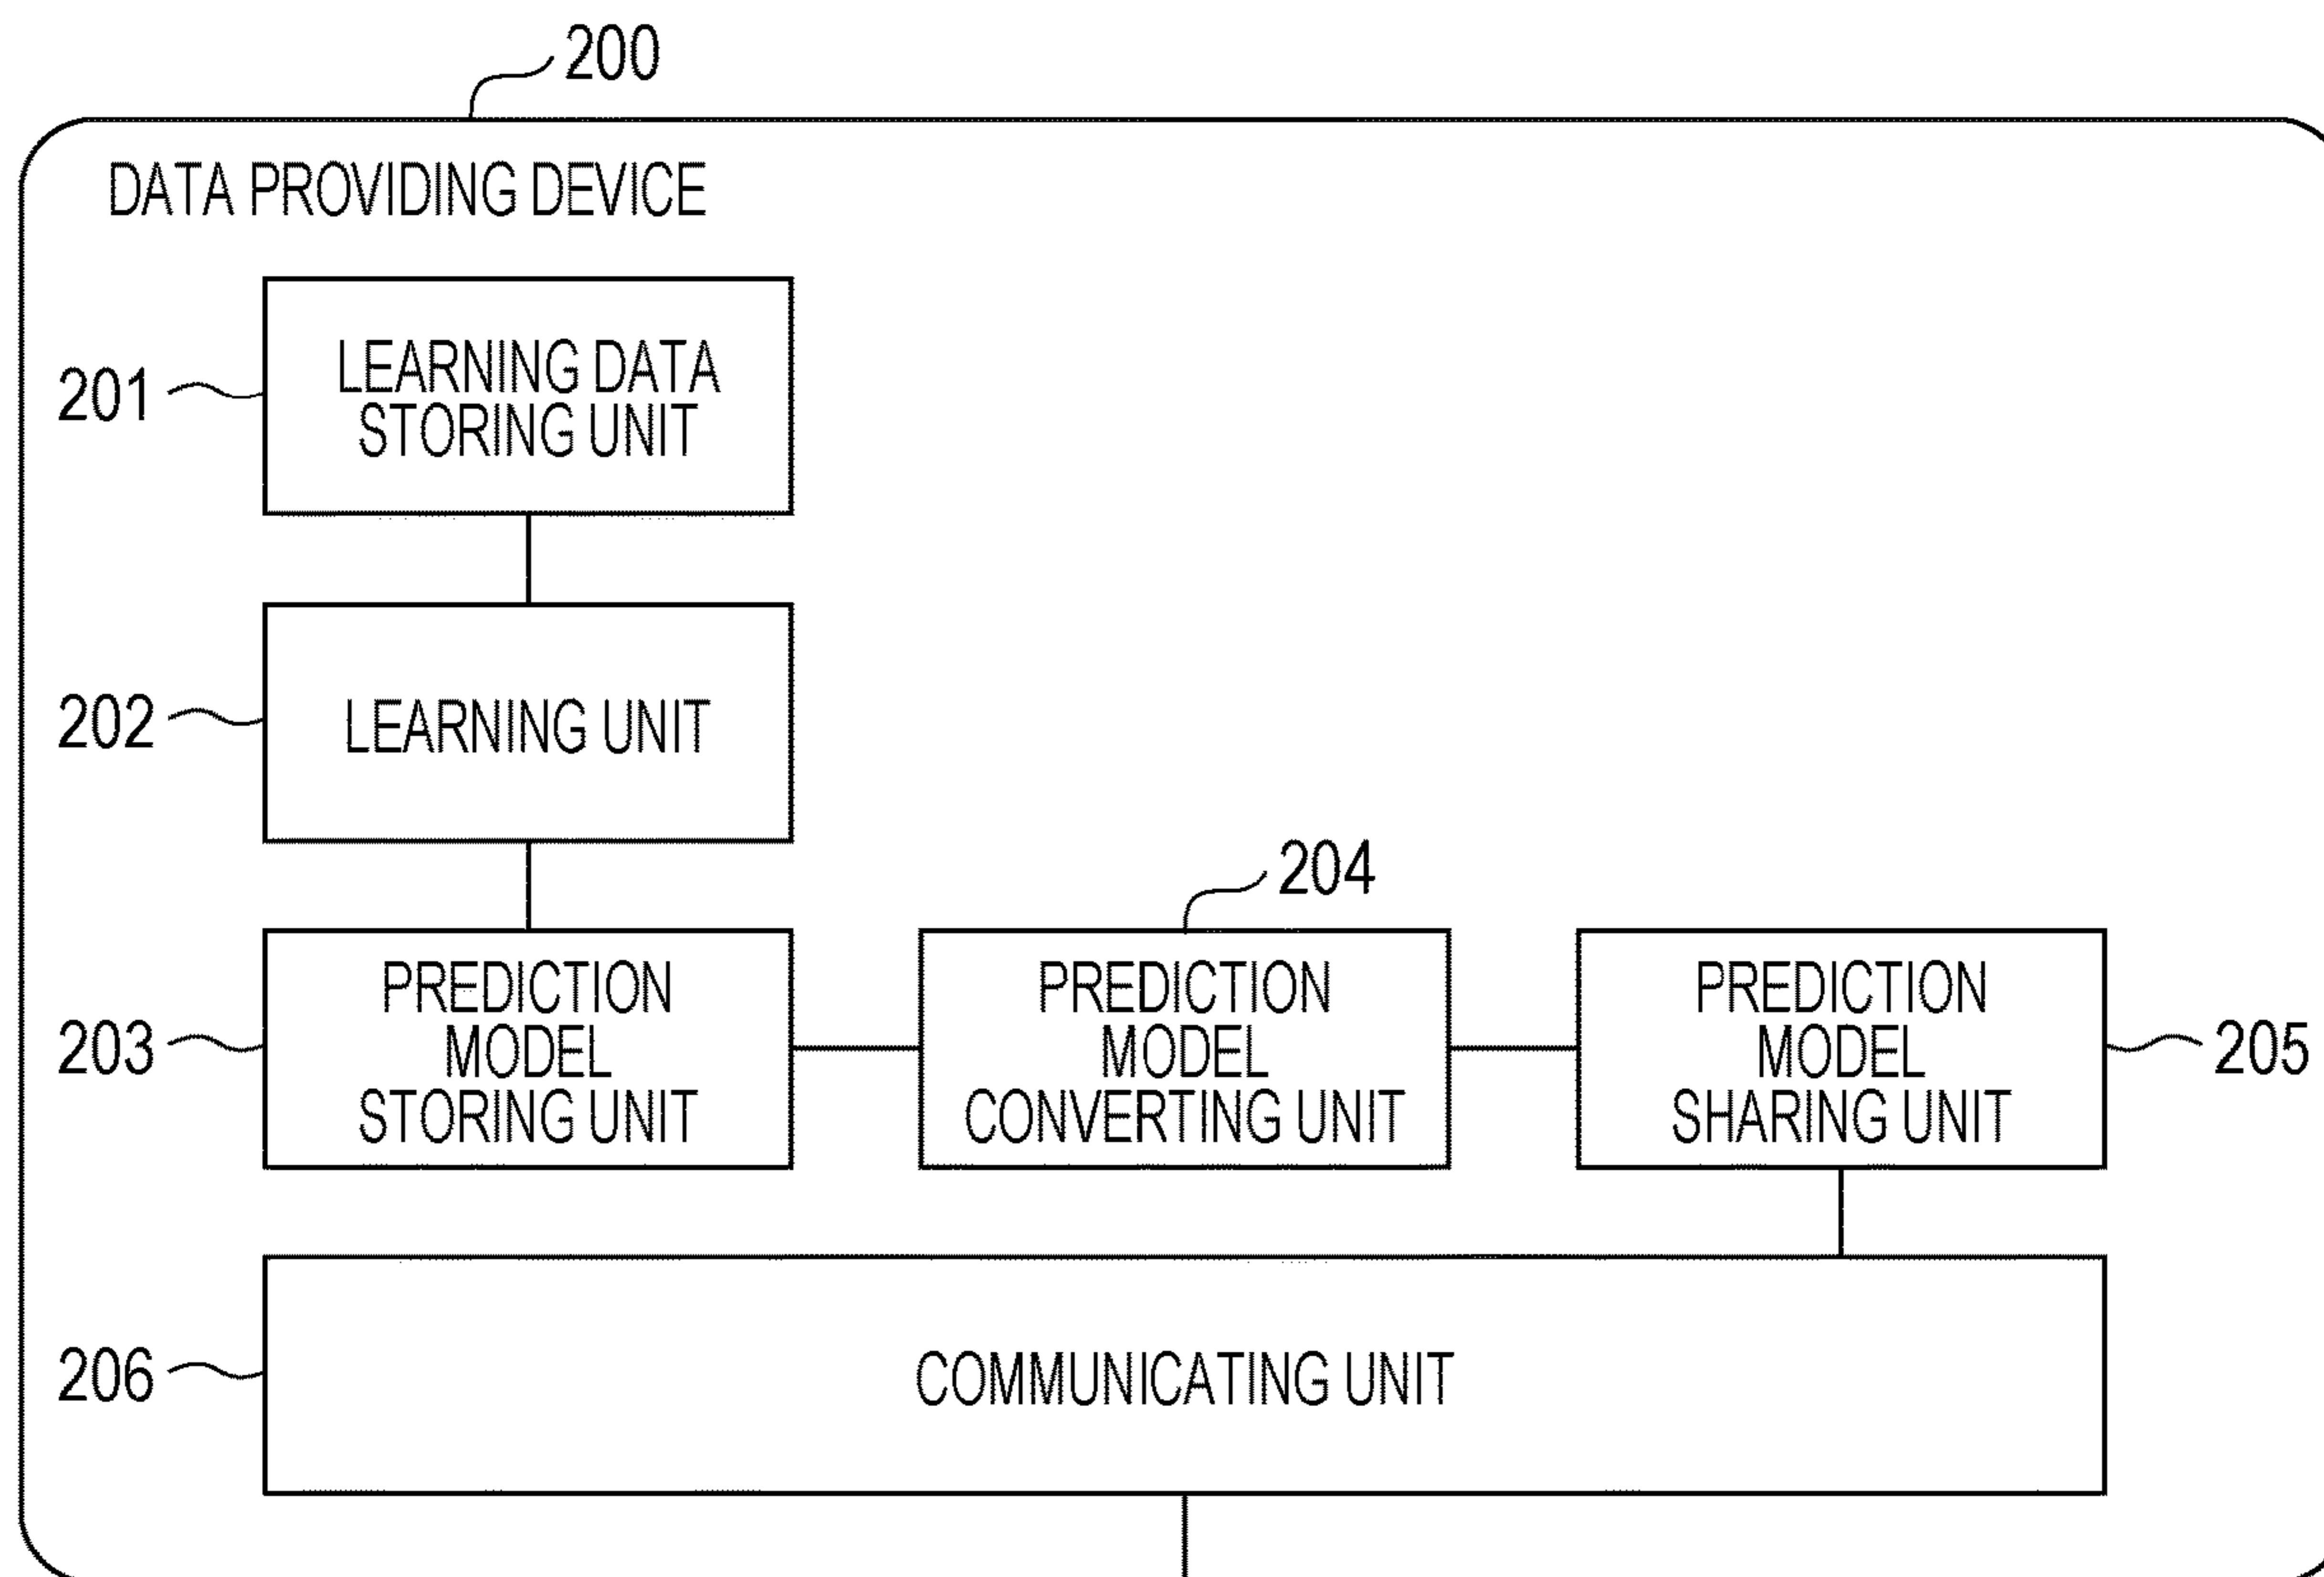 200
DATA PROVIDING DEVICE
201
LEARNING DATA
STORING UNIT
202
LEARNING UNIT
203
PREDICTION
MODEL
STORING UNIT
204
PREDICTION
MODEL
CONVERTING UNIT
PREDICTION
MODEL
SHARING UNIT
205
206
COMMUNICATING UNIT